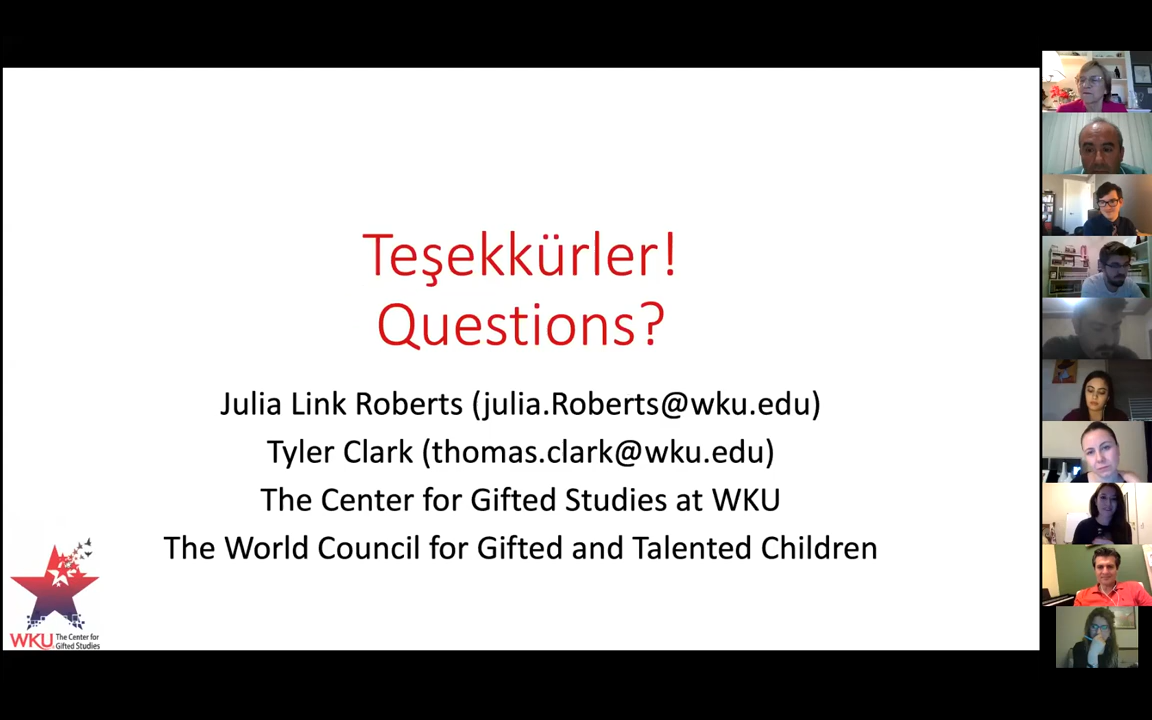 Teşekkürler!
Questions?
Julia Link Roberts (julia.Roberts@wku.edu)
Tyler Clark (thomas.clark@wku.edu)
The Center for Gifted Studies at WKU
The World Council for Gifted and Talented Children
WKU The Center for
Gifted Studies